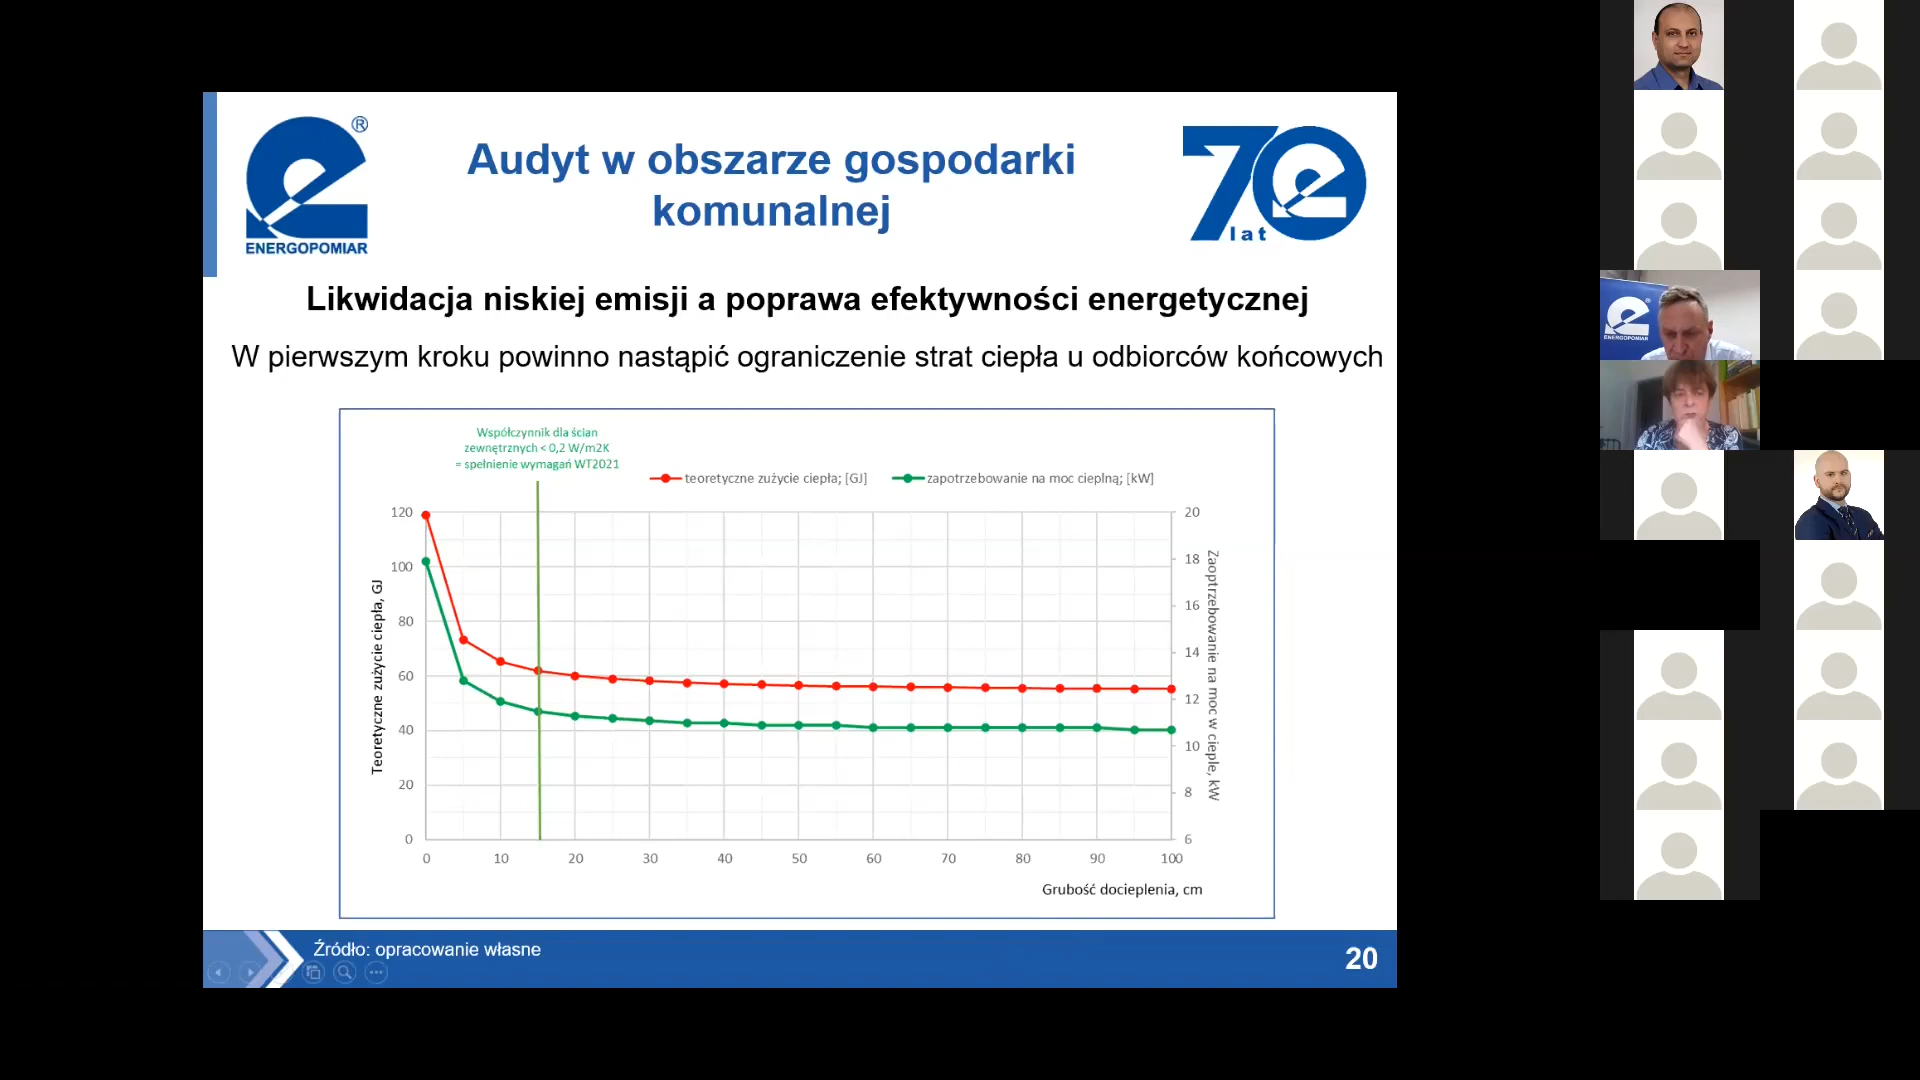 ®
ENERGOPOMIAR
Audyt w obszarze gospodarki
komunalnej
70
lat
Likwidacja niskiej emisji a poprawa efektywności energetycznej
W pierwszym kroku powinno nastąpić ograniczenie strat ciepła u odbiorców końcowych
Współczynnik dla ścian
zewnętrznych < 0,2 W/m2K
= spełnienie wymagań WT2021
teoretyczne zużycie ciepła; [GJ]
zapotrzebowanie na moc cieplną; [kW]
120
100
80
60
40
20
0
Teoretyczne zużycie ciepła, GJ
20
18
16
14
12
10
8
6
Zaoptrzebowanie na moc w cieple, kW
0 10 20 30 40 50 60 70 80 90 100
Grubość docieplenia, cm
Źródło: opracowanie własne
20
ENERGOPOMIAR